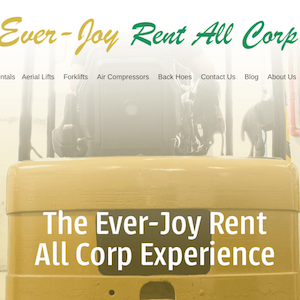 Ever-Joy Rent All Corp
Aerial Lifts Forklifts Air Compressors Back Hoes Contact Us Blog About Us
The Ever-Joy Rent
All Corp Experience